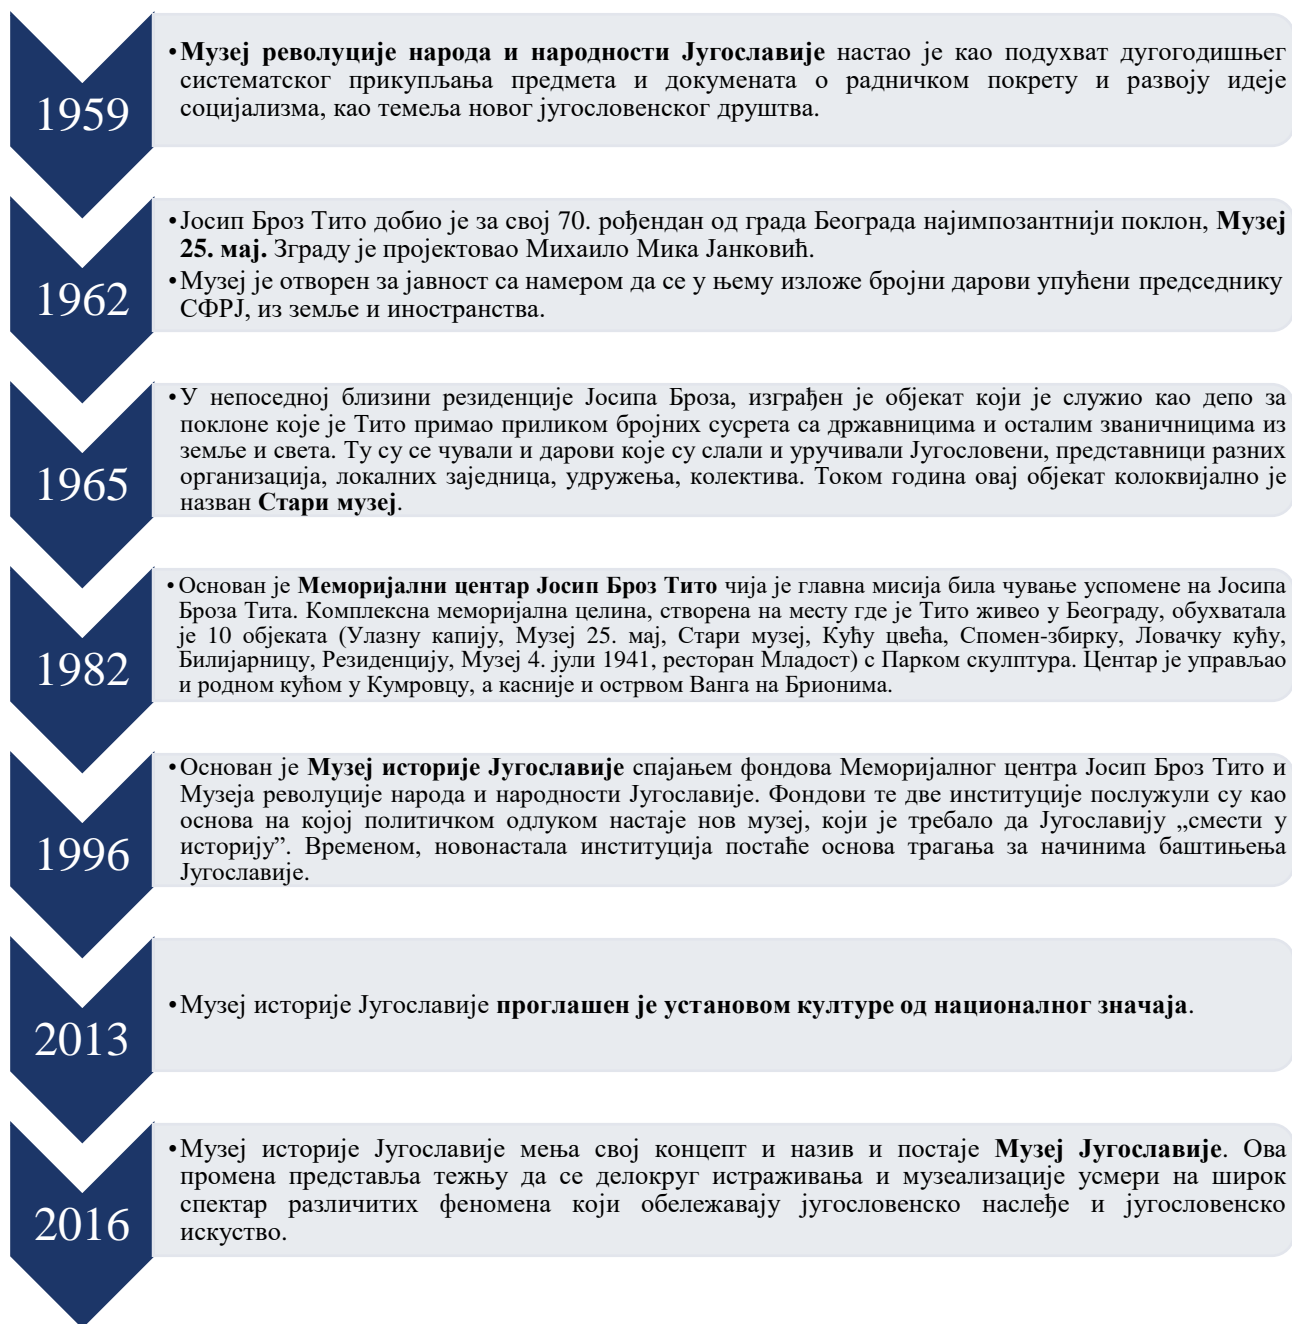 1959
•Музеј револуције народа и народности Југославије настао је као подухват дугогодишњег
систематског прикупљања предмета и докумената о радничком покрету и развоју идеје
социјализма, као темеља новог југословенског друштва.
1962
•Јосип Броз Тито добио је за свој 70. рођендан од града Београда најимпозантнији поклон, Музеј
25. мај. Зграду је пројектовао Михаило Мика Јанковић.
•Музеј је отворен за јавност са намером да се у њему изложе бројни дарови упућени председнику
СФРЈ, из земље и иностранства.
1965
•У непоседној близини резиденције Јосипа Броза, изграђен је објекат који је служио као депо за
поклоне које је Тито примао приликом бројних сусрета са државницима и осталим званичницима из
земље и света. Ту су се чували и дарови које су слали и уручивали Југословени, представници разних
организација, локалних заједница, удружења, колектива. Током година овај објекат колоквијално је
назван Стари музеј.
1982
•Основан је Меморијални центар Јосип Броз Тито чија је главна мисија била чување успомене на Јосипа
Броза Тита. Комплексна меморијална целина, створена на месту где је Тито живео у Београду, обухватала
је 10 објеката (Улазну капију, Музеј 25. мај, Стари музеј, Кућу цвећа, Спомен-збирку, Ловачку кућу,
Билијарницу, Резиденцију, Музеј 4. јули 1941, ресторан Младост) с Парком скулптура. Центар је управљао
и родном кућом у Кумровцу, а касније и острвом Ванга на Брионима.
1996
•Основан је Музеј историје Југославије спајањем фондова Меморијалног центра Јосип Броз Тито и
Музеја револуције народа и народности Југославије. Фондови те две институције послужули су као
основа на којој политичком одлуком настаје нов музеј, који је требало да Југославију „смести у
историју”. Временом, новонастала институција постаће основа трагања за начинима баштињења
Југославије.
2013
•Музеј историје Југославије проглашен је установом културе од националног значаја.
2016
•Музеј историје Југославије мења свој концепт и назив и постаје Музеј Југославије. Ова
промена представља тежњу да се делокруг истраживања и музеализације усмери на широк
спектар различитих феномена који обележавају југословенско наслеђе и југословенско
искуство.